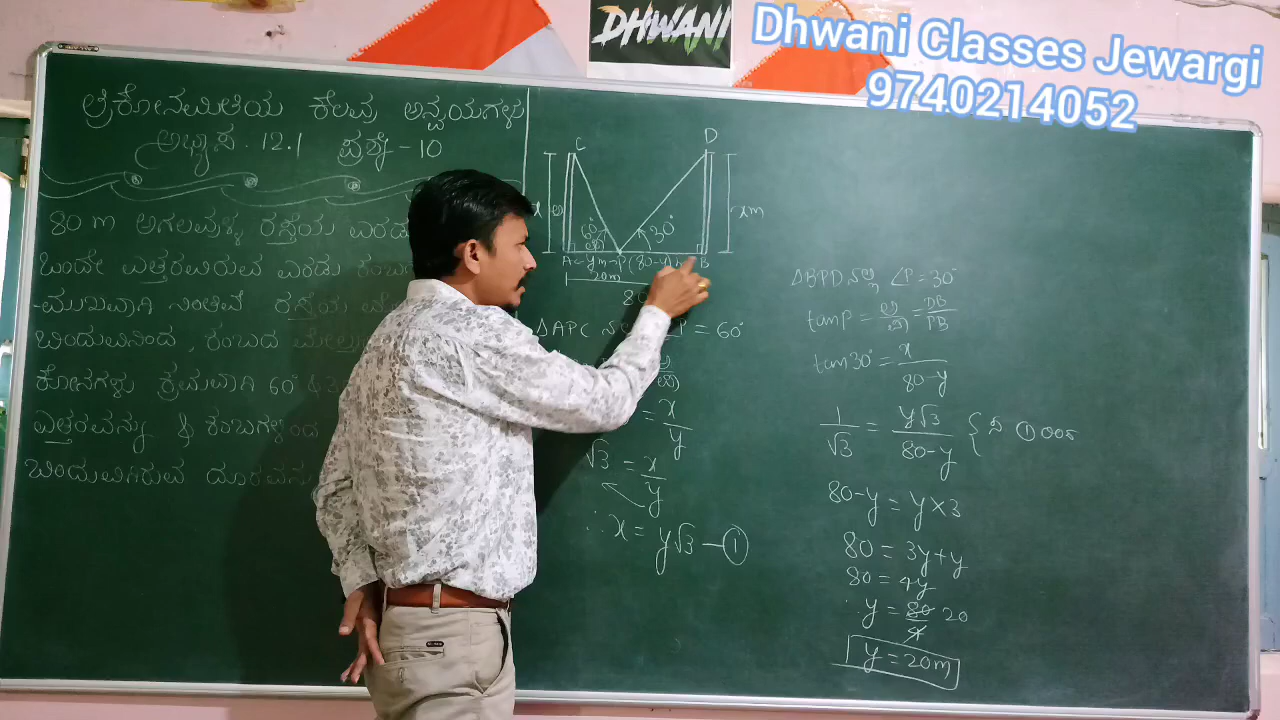 DHWANI
Dhwani Classes Jewargi
9740214052
ತ್ರಿಕೋನಮಿತಿಯ ಕೆಲವು ಅನ್ವಯಗಳು
ಅಭ್ಯಾಸ . 12.1 ಪ್ರಶ್ನೆ - 10
80 m ಅಗಲವುಳ್ಳ ರಸ್ತೆಯ ಎರಡು
ಒಂದೇ ಎತ್ತರವಿರುವ ಎರಡು
-ಮುಖವಾಗಿ ನಿಂತಿವೆ ರಸ್ತೆಯ
ಬಿಂದುವಿನಿಂದ , ಕಂಬದ
ಕೋನಗಳು ಕ್ರಮವಾಗಿ 60° &
ಎತ್ತರವನ್ನು & ಕಂಬಗಳಿಂದ
ಬಿಂದುವಿಗಿರುವ ದೂರವನ್ನು
C D
x 60° 30° xm
A ym P (80-y)m B
20m
80
ΔAPC ನಲ್ಲಿ P = 60°
= x/y
√3 = x/y
∴ x = y√3 — ①
ΔBPD ನಲ್ಲಿ ∠P = 30°
tanP = ಅ/ಪಾ = DB/PB
tan30° = x/80-y
1/√3 = y√3/80-y { ಸ ① ರಿಂದ
80-y = y×3
80 = 3y+y
80 = 4y
∴ y = 80/4 20
y = 20m